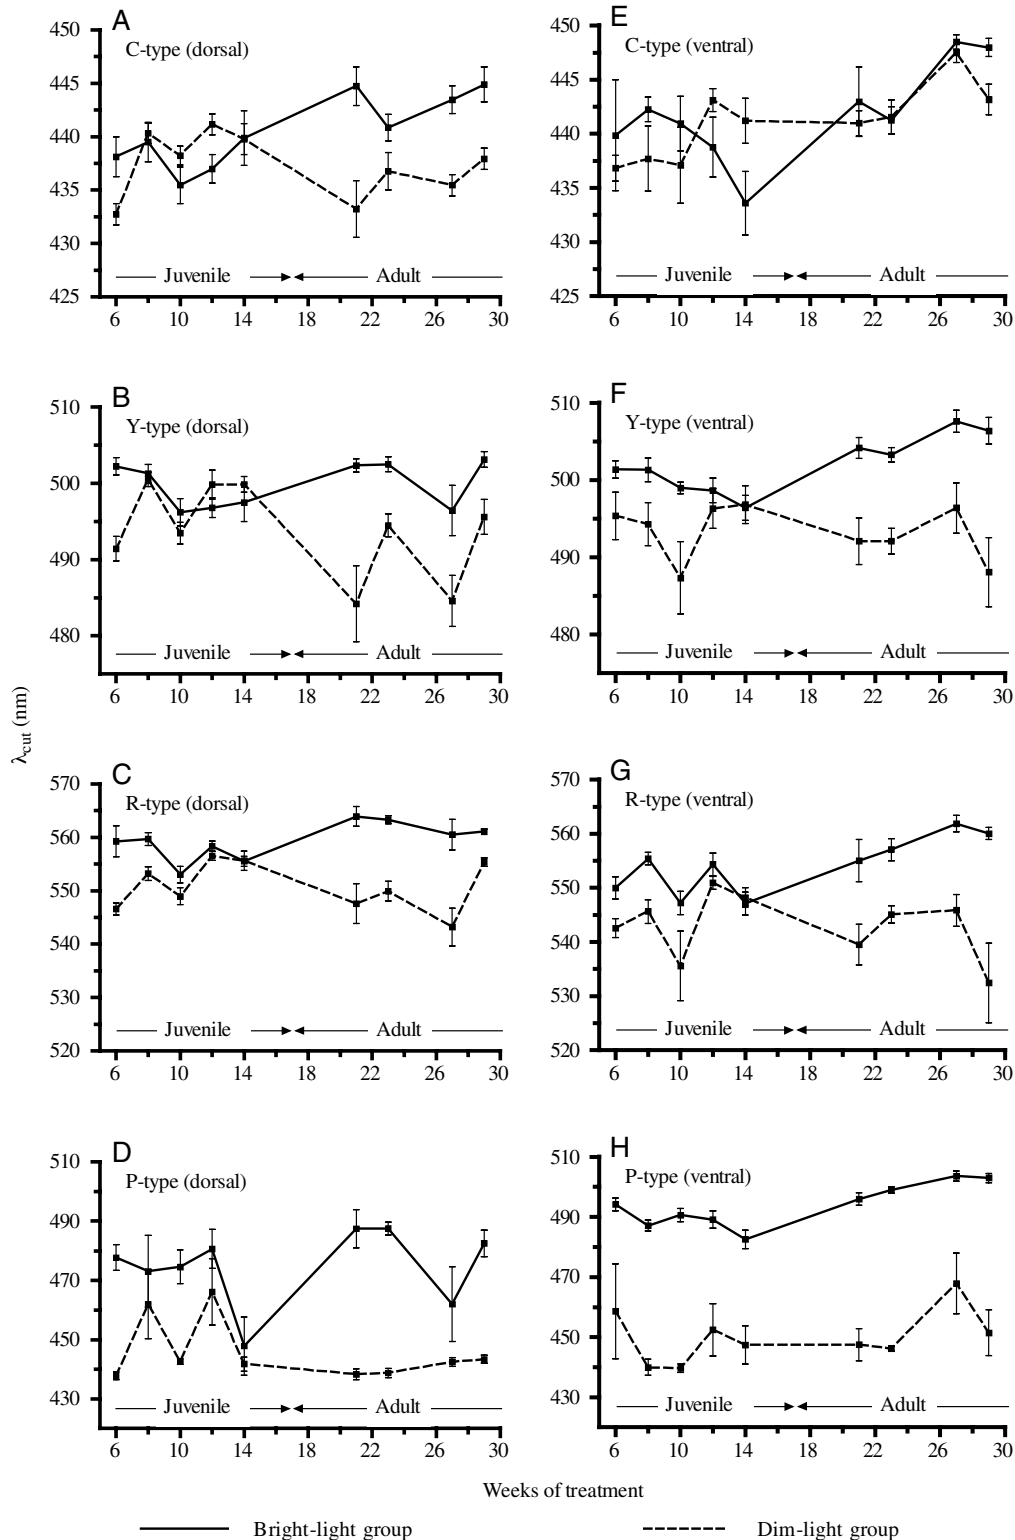 A
C-type (dorsal)
450
445
440
435
430
425
Juvenile
Adult
6 10 14 18 22 26 30
E
C-type (ventral)
450
445
440
435
430
425
Juvenile
Adult
6 10 14 18 22 26 30
B
Y-type (dorsal)
510
500
490
480
Juvenile
Adult
6 10 14 18 22 26 30
F
Y-type (ventral)
510
500
490
480
Juvenile
Adult
6 10 14 18 22 26 30
λcut (nm)
C
R-type (dorsal)
570
560
550
540
530
520
Juvenile
Adult
6 10 14 18 22 26 30
G
R-type (ventral)
570
560
550
540
530
520
Juvenile
Adult
6 10 14 18 22 26 30
D
P-type (dorsal)
510
490
470
450
430
Juvenile
Adult
6 10 14 18 22 26 30
H
P-type (ventral)
510
490
470
450
430
Juvenile
Adult
6 10 14 18 22 26 30
Weeks of treatment
Bright-light group
Dim-light group